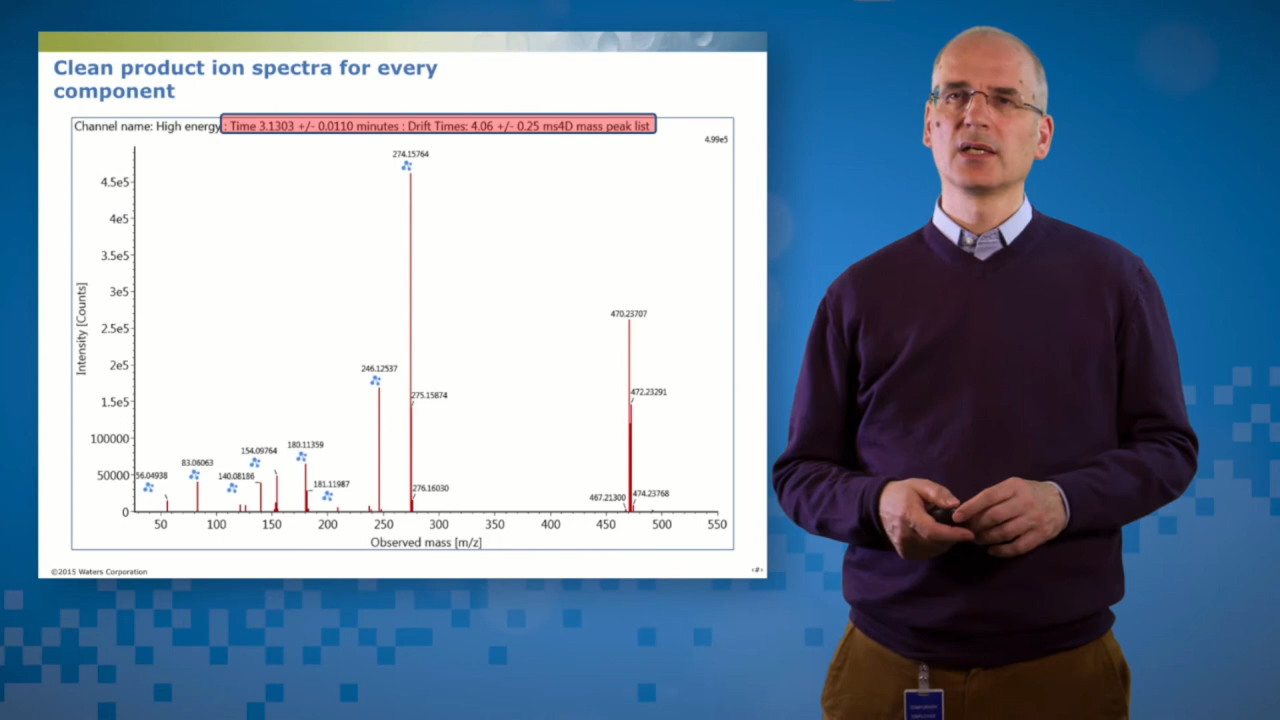 Clean product ion spectra for every
component
Channel name: High energy : Time 3.1303 +/- 0.0110 minutes : Drift Times: 4.06 +/- 0.25 ms4D mass peak list
4.99e5
274.15764
4.5e5
4e5
3.5e5
3e5
470.23707
2.5e5
2e5
246.12537
275.15874
472.23291
1.5e5
100000
180.11359
154.09764
83.06063
50000
56.04938
140.08186
181.11987
276.16030
467.21300
474.23768
0
50 100 150 200 250 300 350 400 450 500 550
Intensity [Counts]
Observed mass [m/z]
©2015 Waters Corporation
‹#›
TEMPORARY